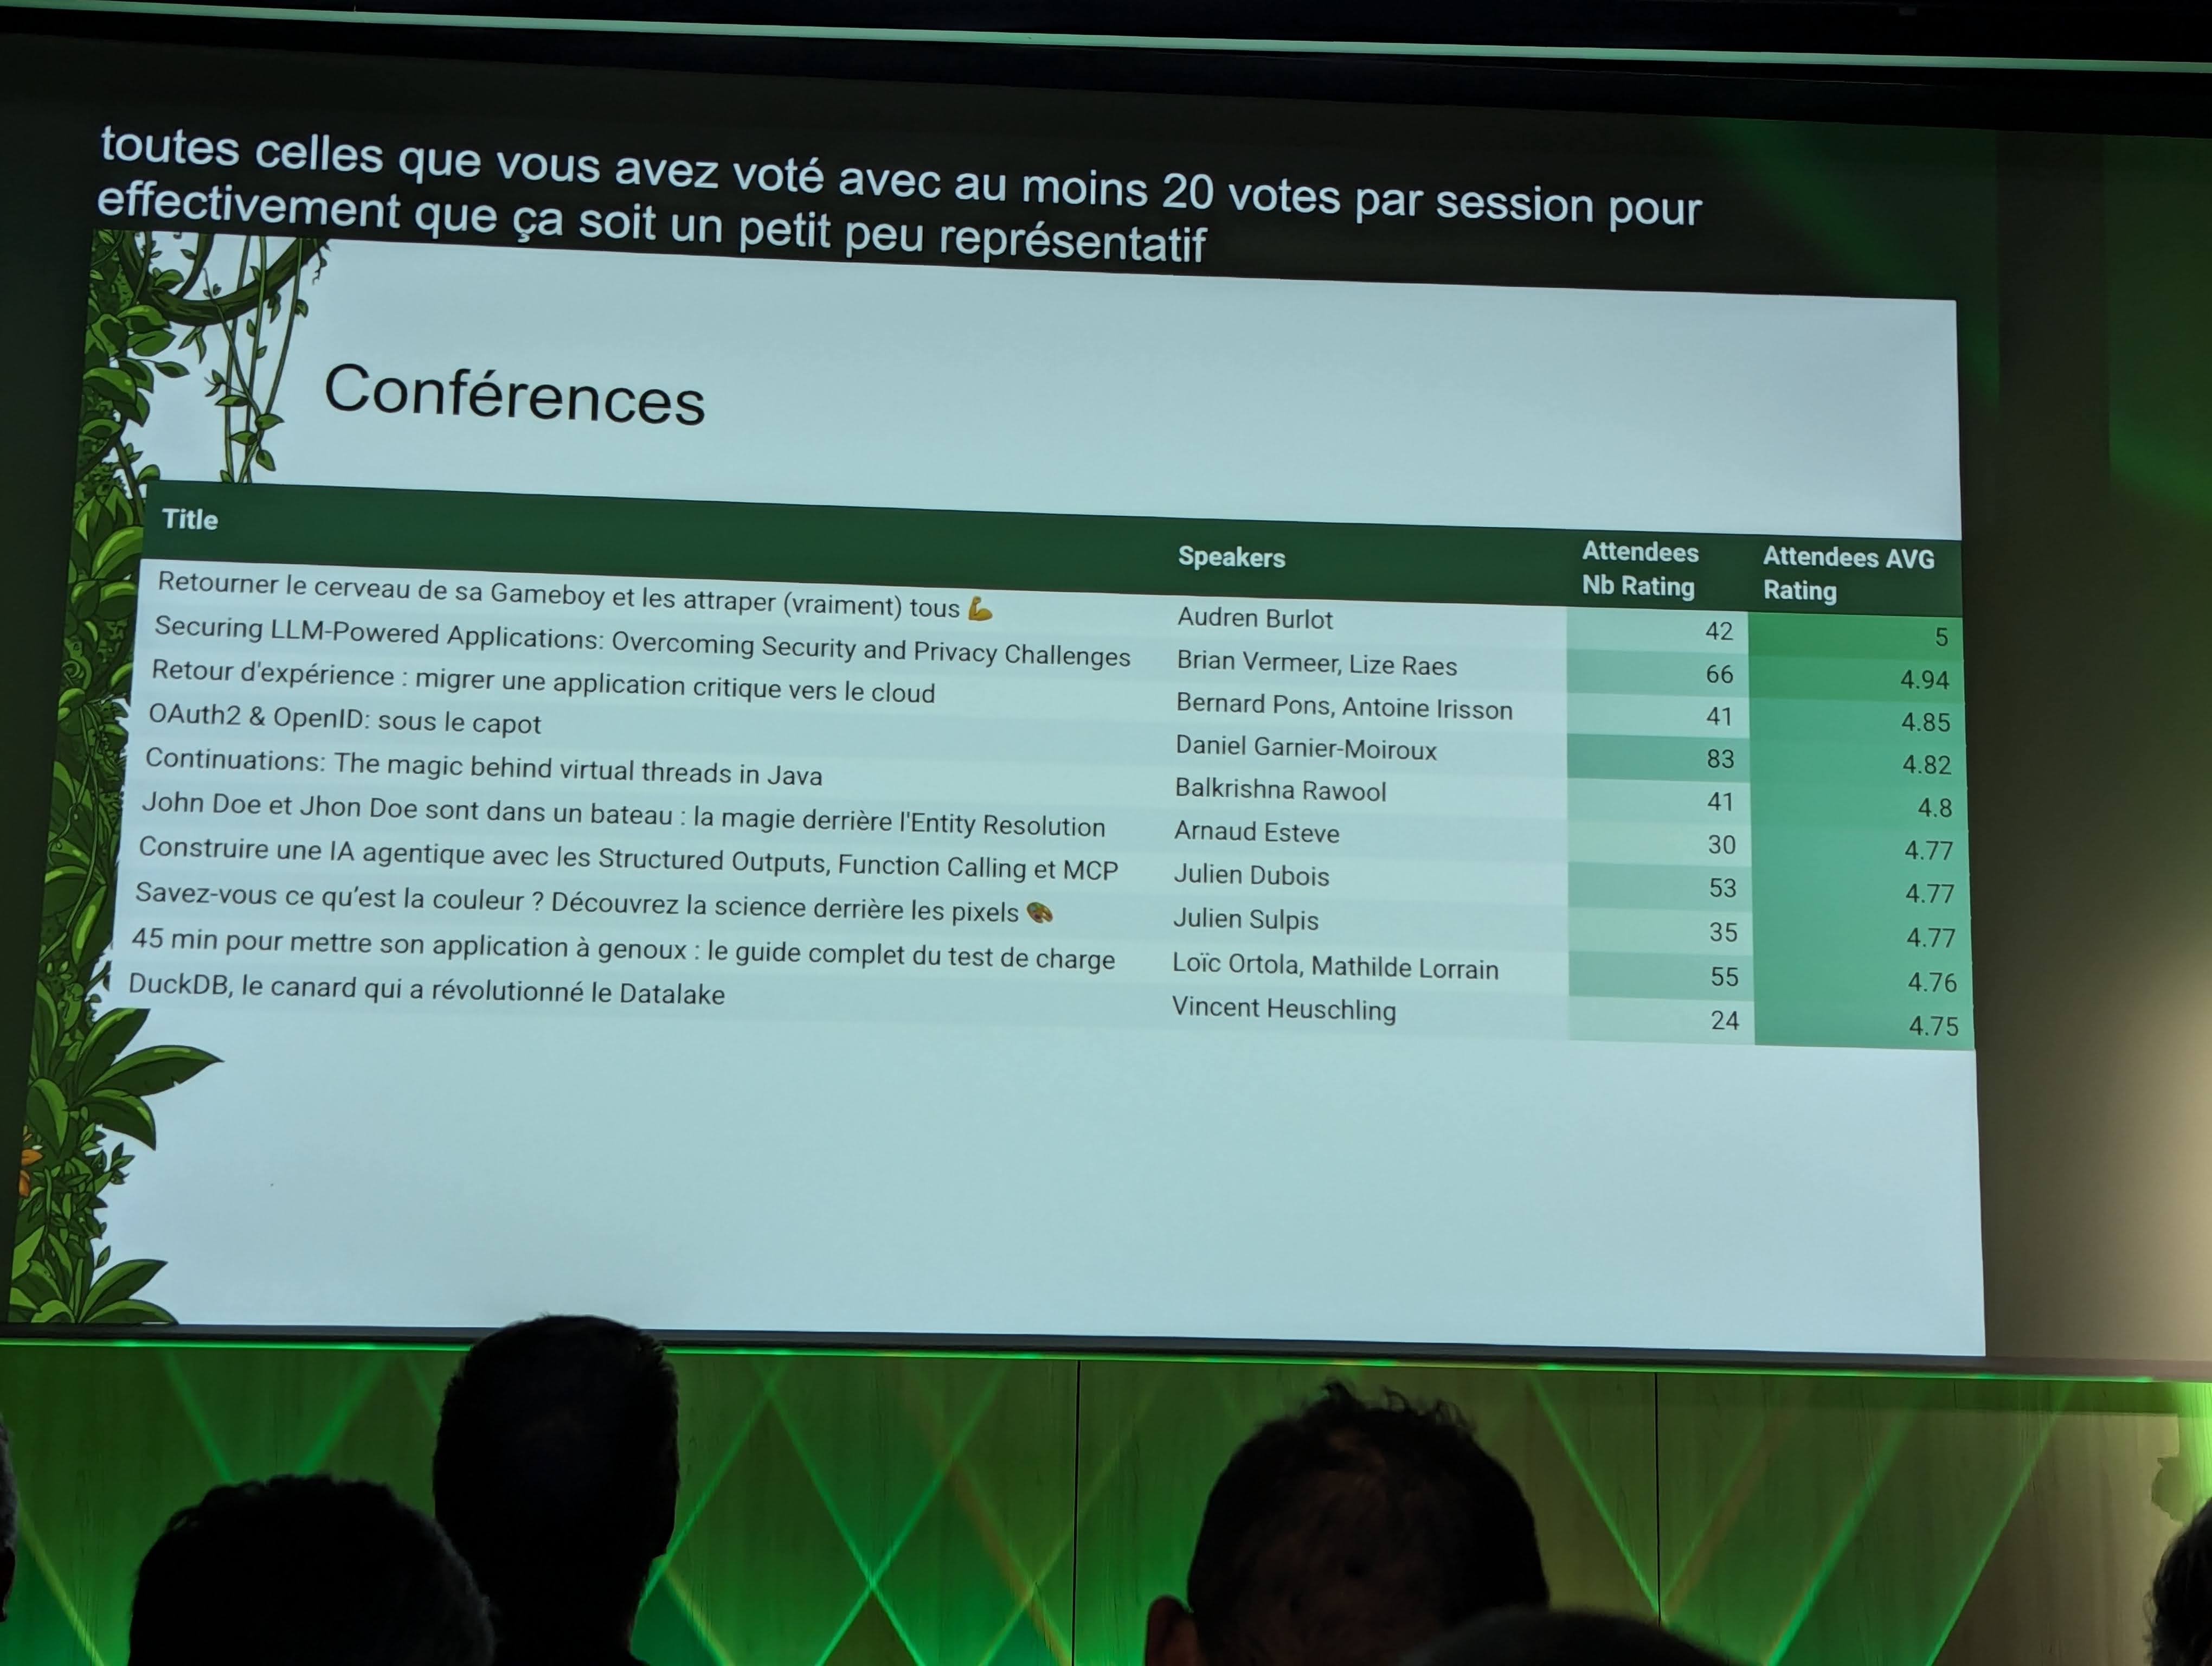 toutes celles que vous avez voté avec au moins 20 votes par session pour
effectivement que ça soit un petit peu représentatif
Conférences
Title Speakers Attendees Nb Rating Attendees AVG Rating
Retourner le cerveau de sa Gameboy et les attraper (vraiment) tous 💪 Audren Burlot 42 5
Securing LLM-Powered Applications: Overcoming Security and Privacy Challenges Brian Vermeer, Lize Raes 66 4.94
Retour d'expérience : migrer une application critique vers le cloud Bernard Pons, Antoine Irisson 41 4.85
OAuth2 & OpenID: sous le capot Daniel Garnier-Moiroux 83 4.82
Continuations: The magic behind virtual threads in Java Balkrishna Rawool 41 4.8
John Doe et Jhon Doe sont dans un bateau : la magie derrière l'Entity Resolution Arnaud Esteve 30 4.77
Construire une IA agentique avec les Structured Outputs, Function Calling et MCP Julien Dubois 53 4.77
Savez-vous ce qu’est la couleur ? Découvrez la science derrière les pixels 🎨 Julien Sulpis 35 4.77
45 min pour mettre son application à genoux : le guide complet du test de charge Loïc Ortola, Mathilde Lorrain 55 4.76
DuckDB, le canard qui a révolutionné le Datalake Vincent Heuschling 24 4.75